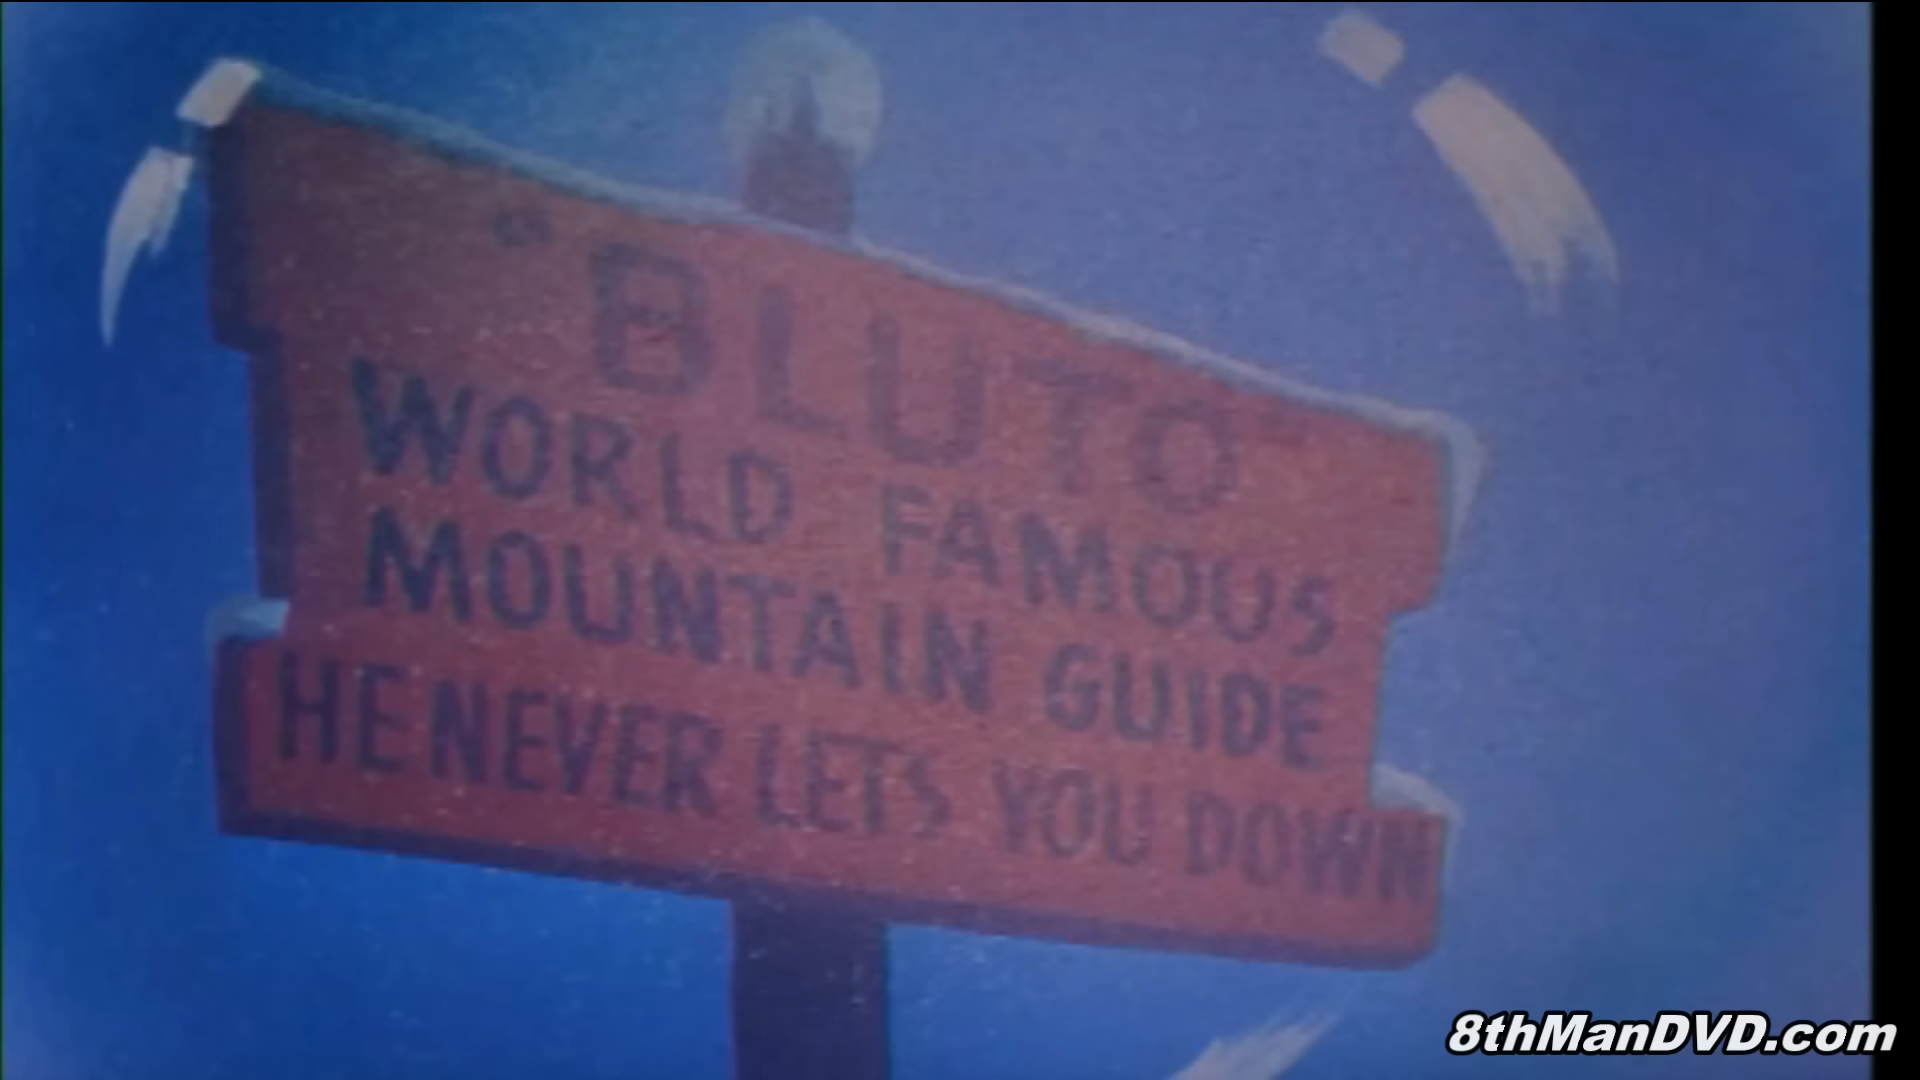 "BLUTO"
WORLD FAMOUS
MOUNTAIN GUIDE
HE NEVER LETS YOU DOWN
8thManDVD.com